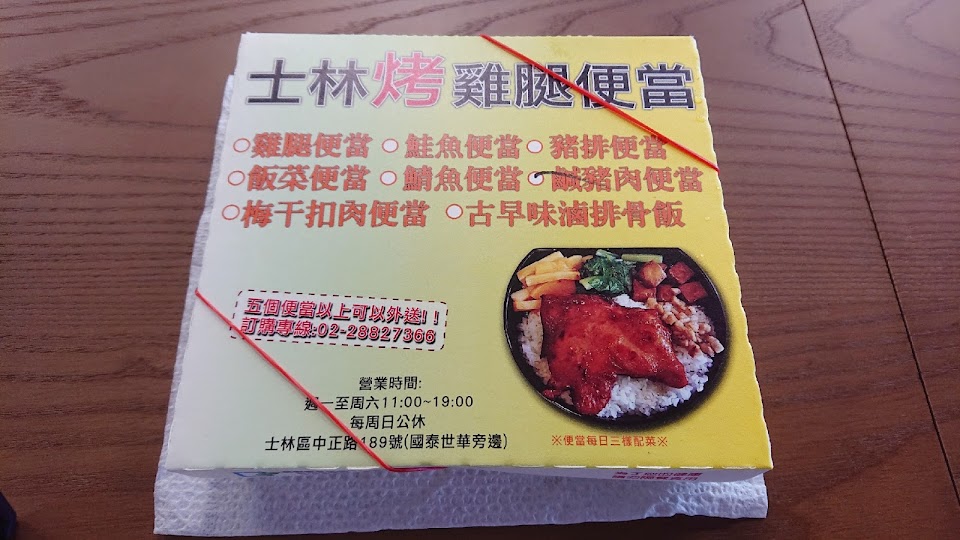 士林烤雞腿便當
○雞腿便當 ○鮭魚便當 ○豬排便當
○飯菜便當 ○鯖魚便當 ○鹹豬肉便當
○梅干扣肉便當 ○古早味滷排骨飯
五個便當以上可以外送!!
訂購專線:02-28827366
營業時間:
週一至周六11:00~19:00
每周日公休
士林區中正路189號(國泰世華旁邊)
※便當每日三樣配菜※